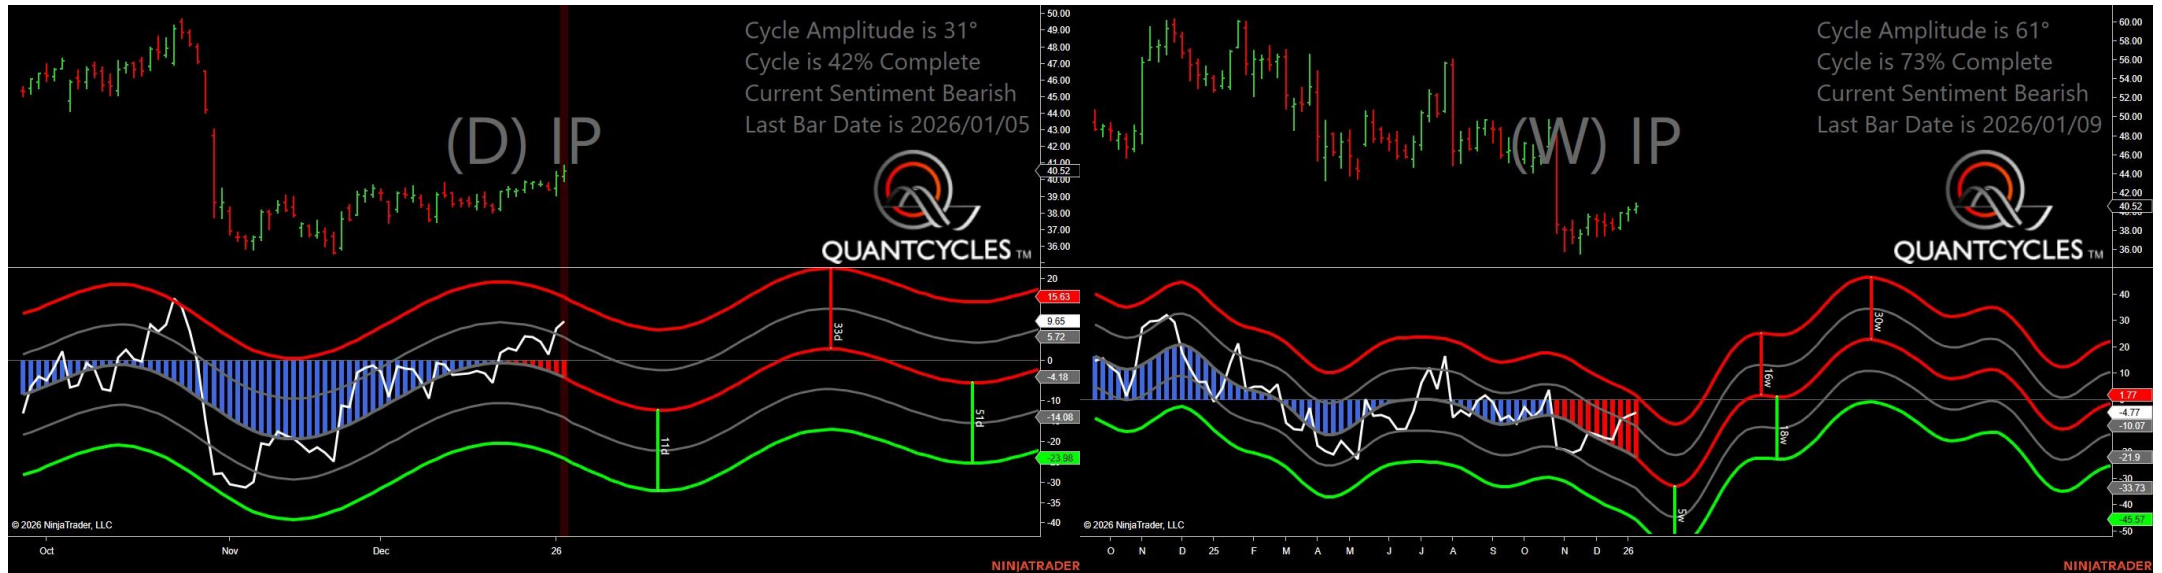 Cycle Amplitude is 31°
Cycle is 42% Complete
Current Sentiment Bearish
Last Bar Date is 2026/01/05
(D) IP
QUANTCYCLES TM
50.00
49.00
48.00
47.00
46.00
45.00
44.00
43.00
42.00
41.00
40.52
40.00
39.00
38.00
37.00
36.00
20
15.63
9.65
5.72
0
-4.18
-10
-14.08
-20
-23.98
-30
-35
-40
33d
11d
51d
© 2026 NinjaTrader, LLC
Oct Nov Dec 26
NINJATRADER
Cycle Amplitude is 61°
Cycle is 73% Complete
Current Sentiment Bearish
Last Bar Date is 2026/01/09
(W) IP
QUANTCYCLES TM
60.00
58.00
56.00
54.00
52.00
50.00
48.00
46.00
44.00
42.00
40.52
38.00
36.00
40
30
20
10
1.77
-4.77
-10.07
-21.9
-30
-33.73
-40
-45.57
-50
16w
30w
18w
5w
© 2026 NinjaTrader, LLC
O N D 25 F M A M J J A S O N D 26
NINJATRADER